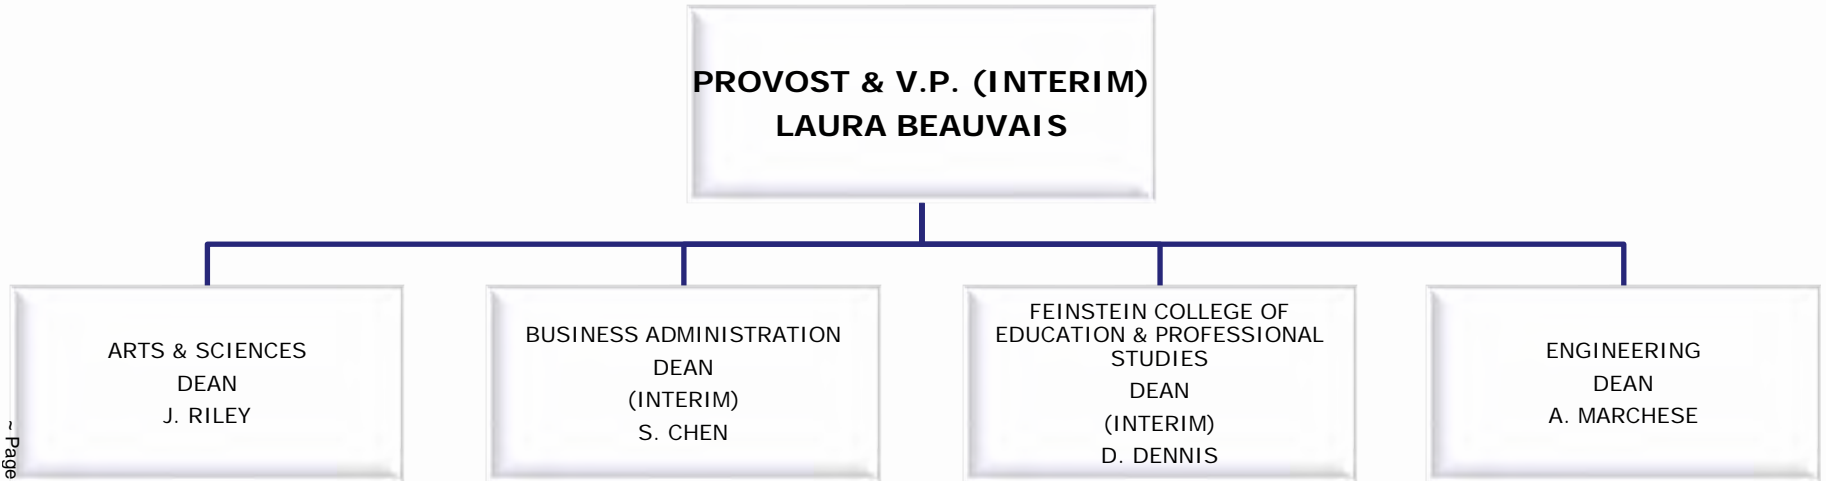 PROVOST & V.P. (INTERIM)
LAURA BEAUVAIS
ARTS & SCIENCES
DEAN
J. RILEY
BUSINESS ADMINISTRATION
DEAN
(INTERIM)
S. CHEN
FEINSTEIN COLLEGE OF
EDUCATION & PROFESSIONAL
STUDIES
DEAN
(INTERIM)
D. DENNIS
ENGINEERING
DEAN
A. MARCHESE
~ Page